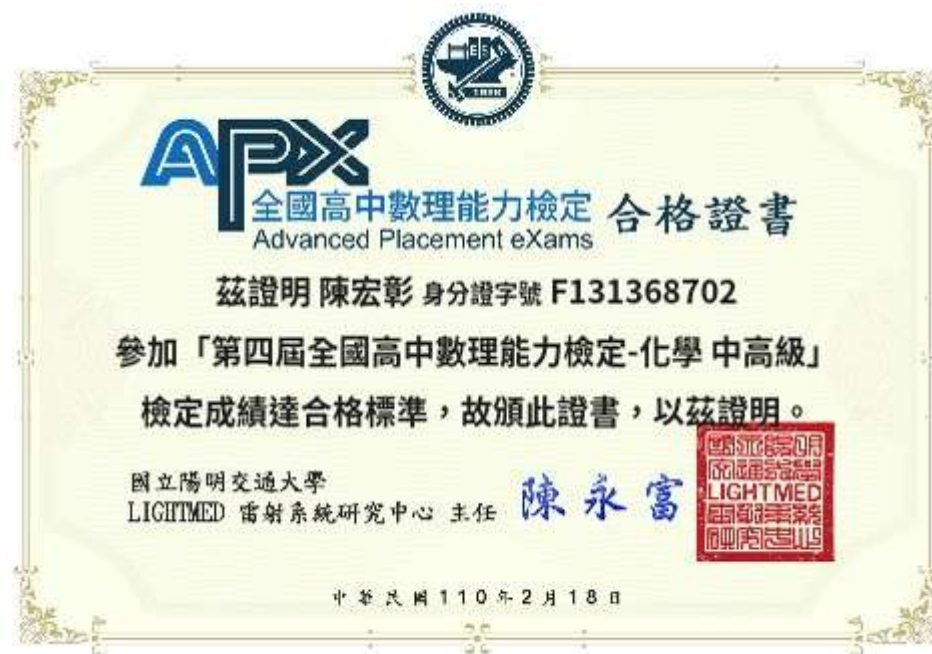 APX
全國高中數理能力檢定 合格證書
Advanced Placement eXams
茲證明 陳宏彰 身分證字號 F131368702
參加「第四屆全國高中數理能力檢定-化學 中高級」
檢定成績達合格標準，故頒此證書，以茲證明。
國立陽明交通大學
LIGHTMED 雷射系統研究中心 主任 陳永富
LIGHTMED
中華民國110年2月18日